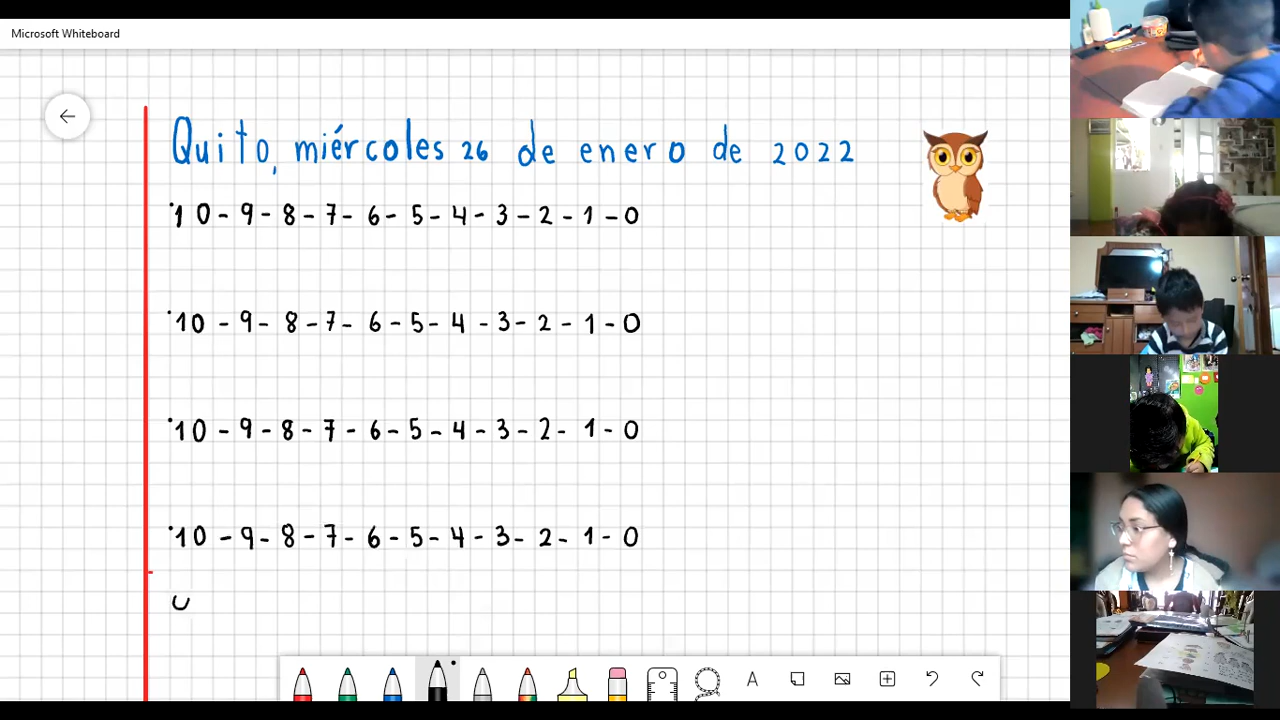 Microsoft Whiteboard
Quito, miércoles 26 de enero de 2022
10 - 9 - 8 - 7 - 6 - 5 - 4 - 3 - 2 - 1 - 0
10 - 9 - 8 - 7 - 6 - 5 - 4 - 3 - 2 - 1 - 0
10 - 9 - 8 - 7 - 6 - 5 - 4 - 3 - 2 - 1 - 0
10 - 9 - 8 - 7 - 6 - 5 - 4 - 3 - 2 - 1 - 0